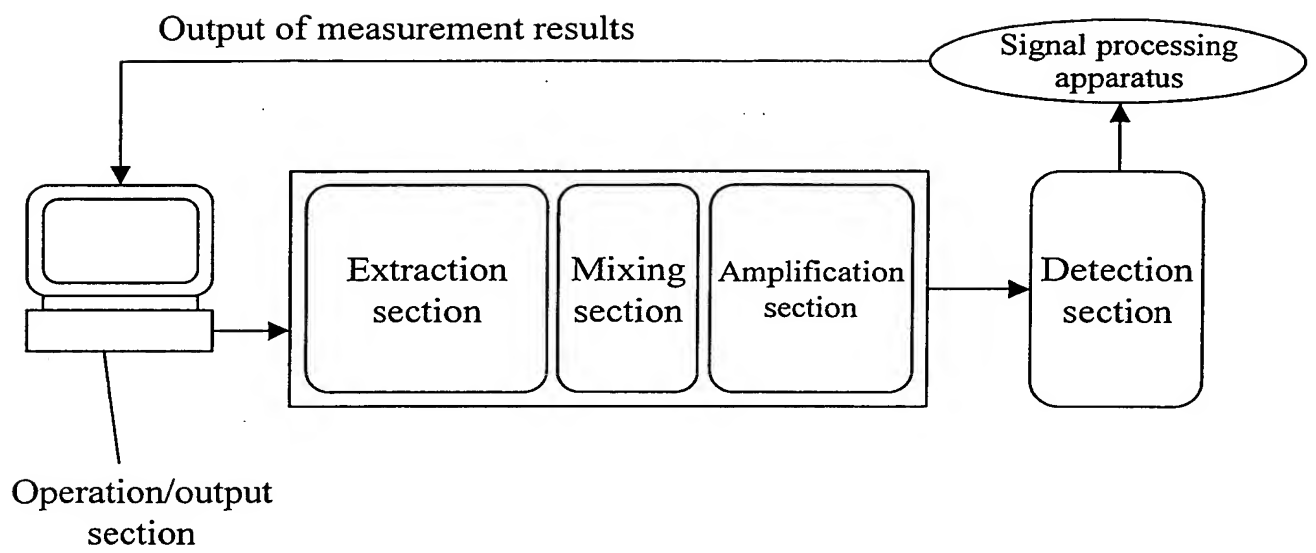 Output of measurement results
Signal processing
apparatus
Extraction
section
Mixing
section
Amplification
section
Detection
section
Operation/output
section